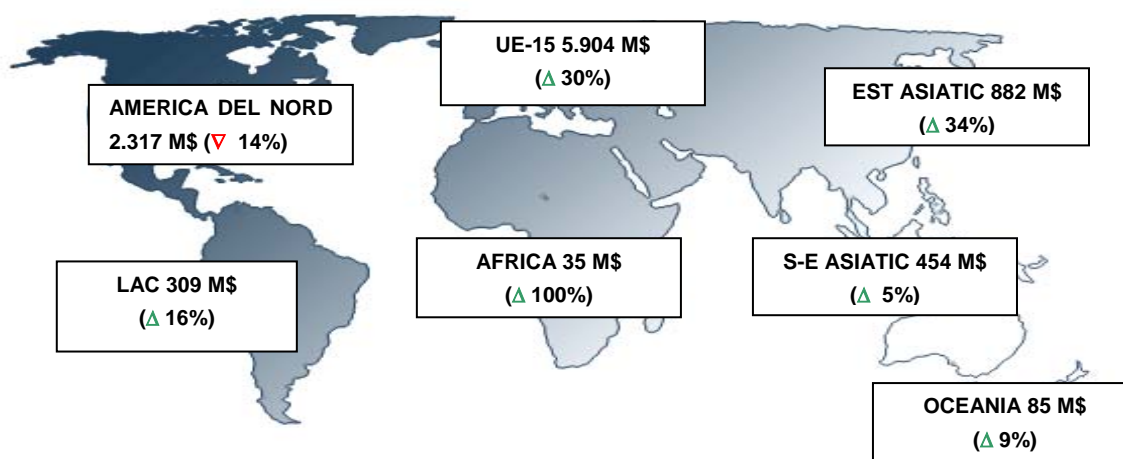 UE-15 5.904 M$
(Δ 30%)
AMERICA DEL NORD
2.317 M$ (∇ 14%)
EST ASIATIC 882 M$
(Δ 34%)
LAC 309 M$
(Δ 16%)
AFRICA 35 M$
(Δ 100%)
S-E ASIATIC 454 M$
(Δ 5%)
OCEANIA 85 M$
(Δ 9%)